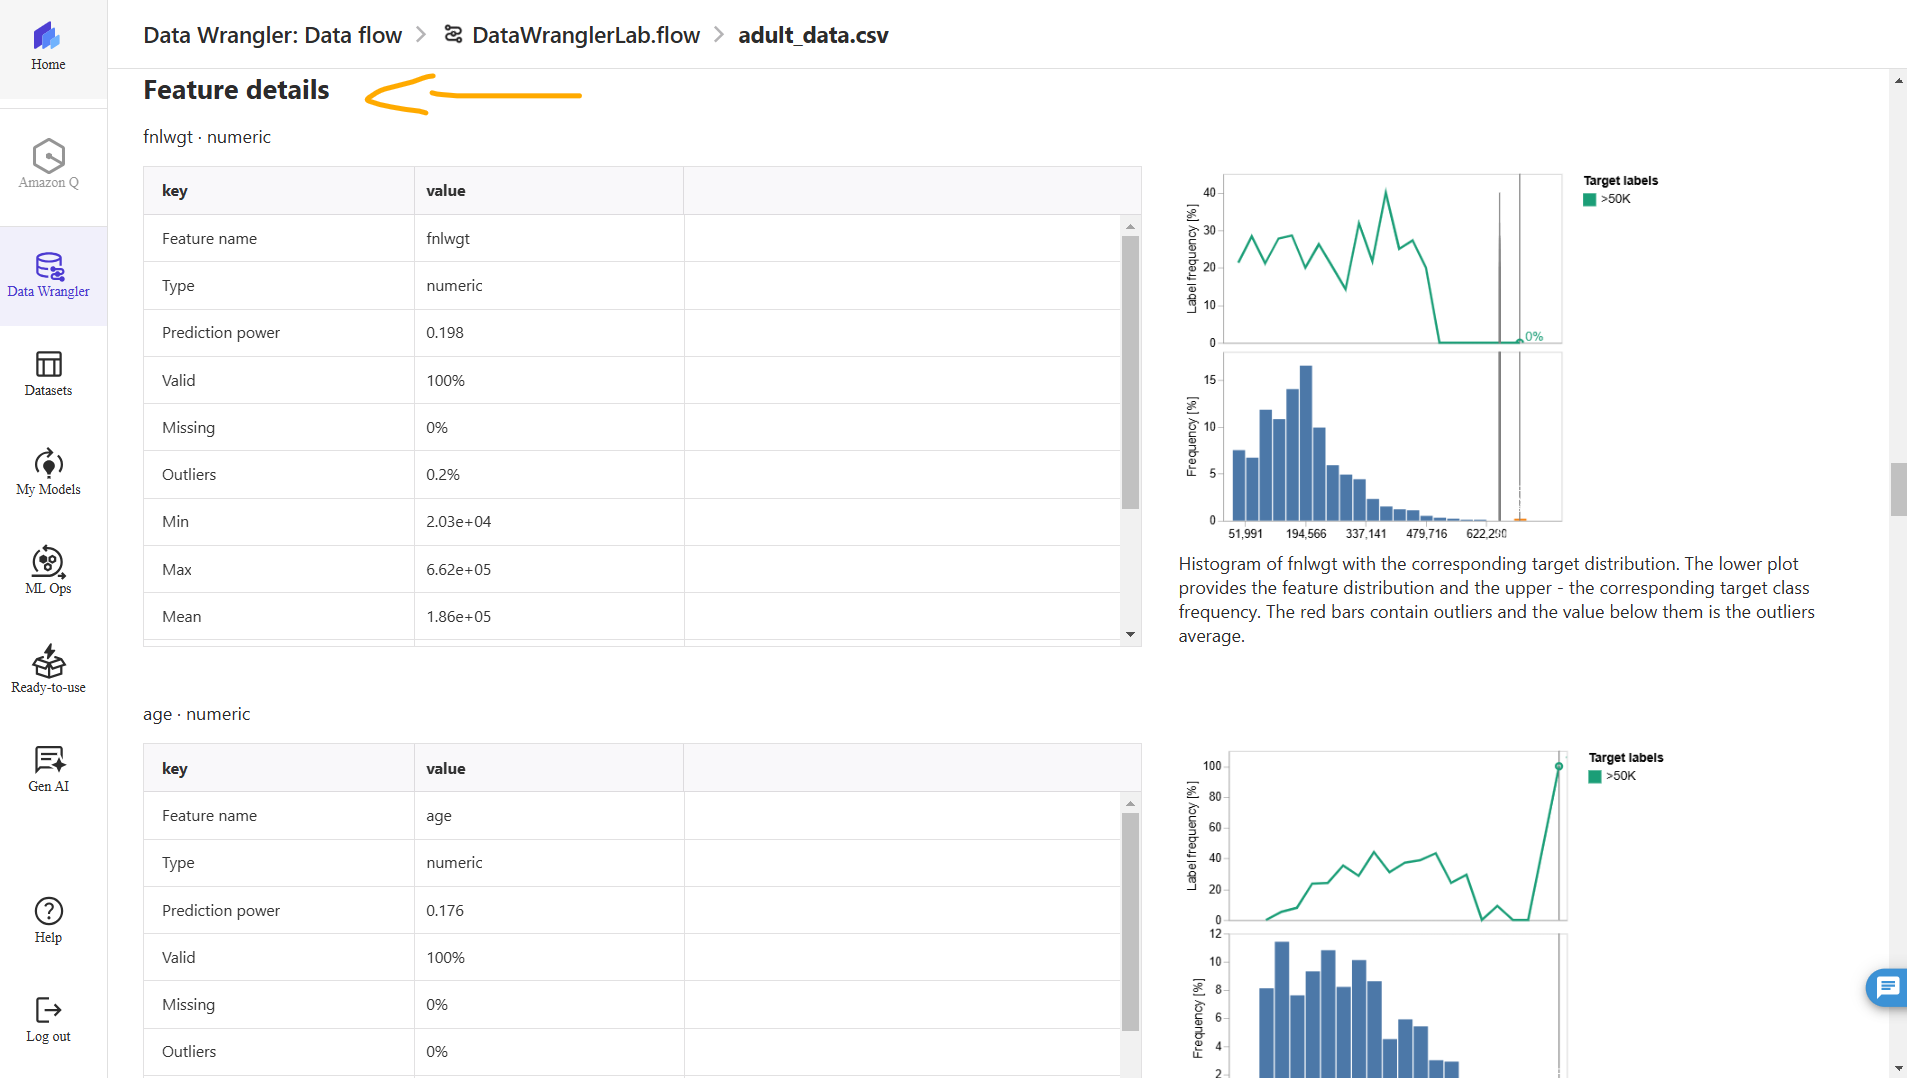 Home
Amazon Q
Data Wrangler
Datasets
My Models
ML Ops
Ready-to-use
Gen AI
Help
Log out
Data Wrangler: Data flow > DataWranglerLab.flow > adult_data.csv
Feature details
fnlwgt · numeric
key value
Feature name fnlwgt
Type numeric
Prediction power 0.198
Valid 100%
Missing 0%
Outliers 0.2%
Min 2.03e+04
Max 6.62e+05
Mean 1.86e+05
Label frequency [%]
40
30
20
10
0
0%
Target labels
>50K
Frequency [%]
15
10
5
0
51,991 194,566 337,141 479,716
Histogram of fnlwgt with the corresponding target distribution. The lower plot
provides the feature distribution and the upper - the corresponding target class
frequency. The red bars contain outliers and the value below them is the outliers
average.
age · numeric
key value
Feature name age
Type numeric
Prediction power 0.176
Valid 100%
Missing 0%
Outliers 0%
Label frequency [%]
100
80
60
40
20
0
Target labels
>50K
Frequency [%]
12
10
8
6
4
2